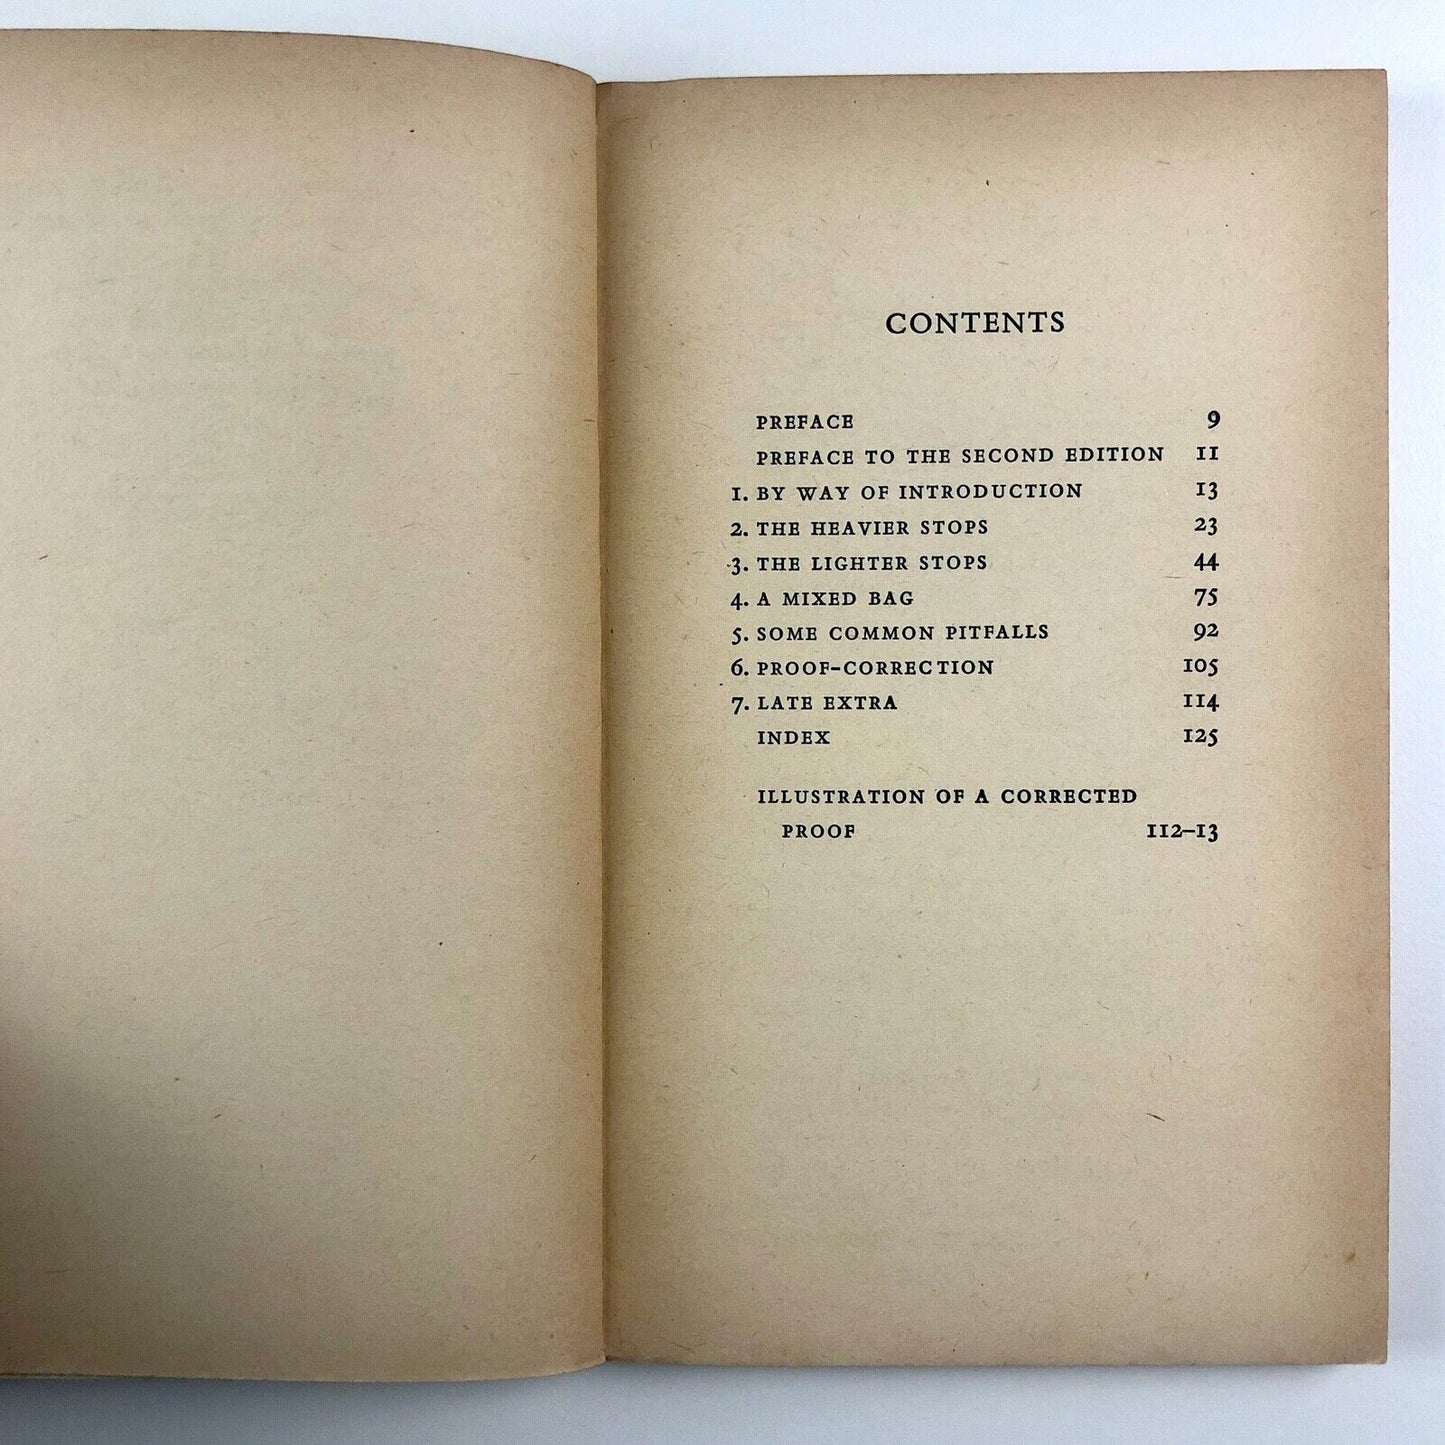 CONTENTS
PREFACE 9
PREFACE TO THE SECOND EDITION 11
1. BY WAY OF INTRODUCTION 13
2. THE HEAVIER STOPS 23
3. THE LIGHTER STOPS 44
4. A MIXED BAG 75
5. SOME COMMON PITFALLS 92
6. PROOF-CORRECTION 105
7. LATE EXTRA 114
INDEX 125
ILLUSTRATION OF A CORRECTED
PROOF 112–13